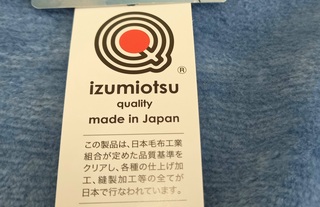 ®
izumiotsu
quality
made in Japan
この製品は、日本毛布工業
組合が定めた品質基準を
クリアし、各種の仕上げ加
工、縫製加工等の全てが
日本で行なわれています。